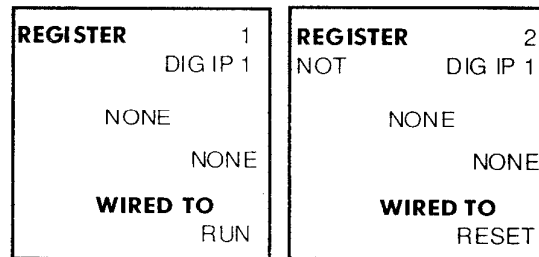 REGISTER 1
DIG IP 1
NONE
NONE
WIRED TO
RUN
REGISTER 2
NOT DIG IP 1
NONE
NONE
WIRED TO
RESET